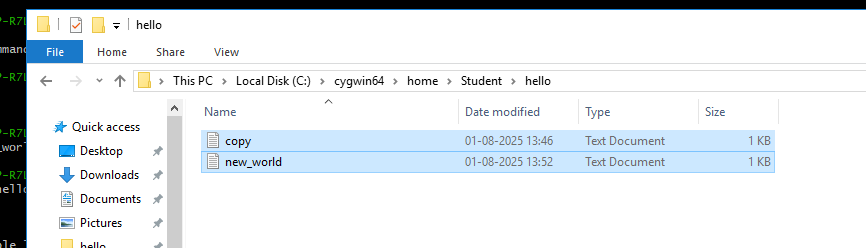 hello
File Home Share View
This PC > Local Disk (C:) > cygwin64 > home > Student > hello
Name Date modified Type Size
Quick access
copy 01-08-2025 13:46 Text Document 1 KB
Desktop
new_world 01-08-2025 13:52 Text Document 1 KB
Downloads
Documents
Pictures
hello